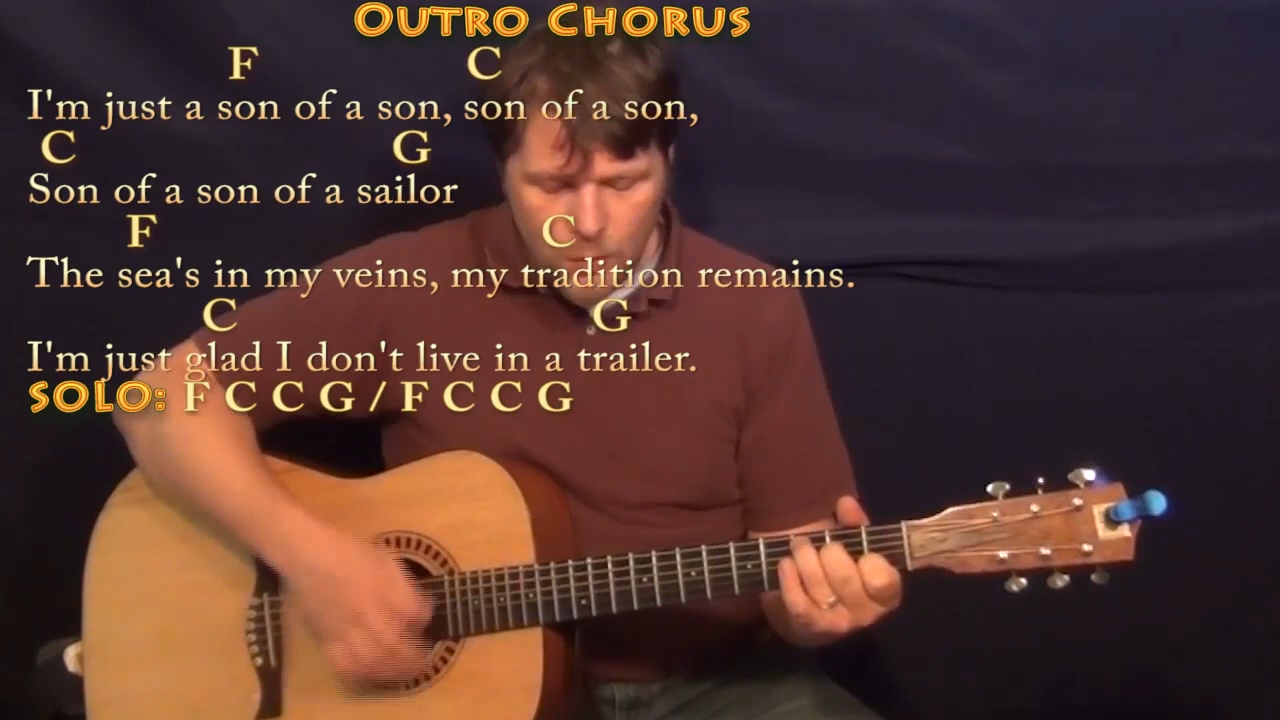 OUTRO CHORUS
F C
I'm just a son of a son, son of a son,
C G
Son of a son of a sailor
F C
The sea's in my veins, my tradition remains.
C G
I'm just glad I don't live in a trailer.
SOLO: F C C G / F C C G